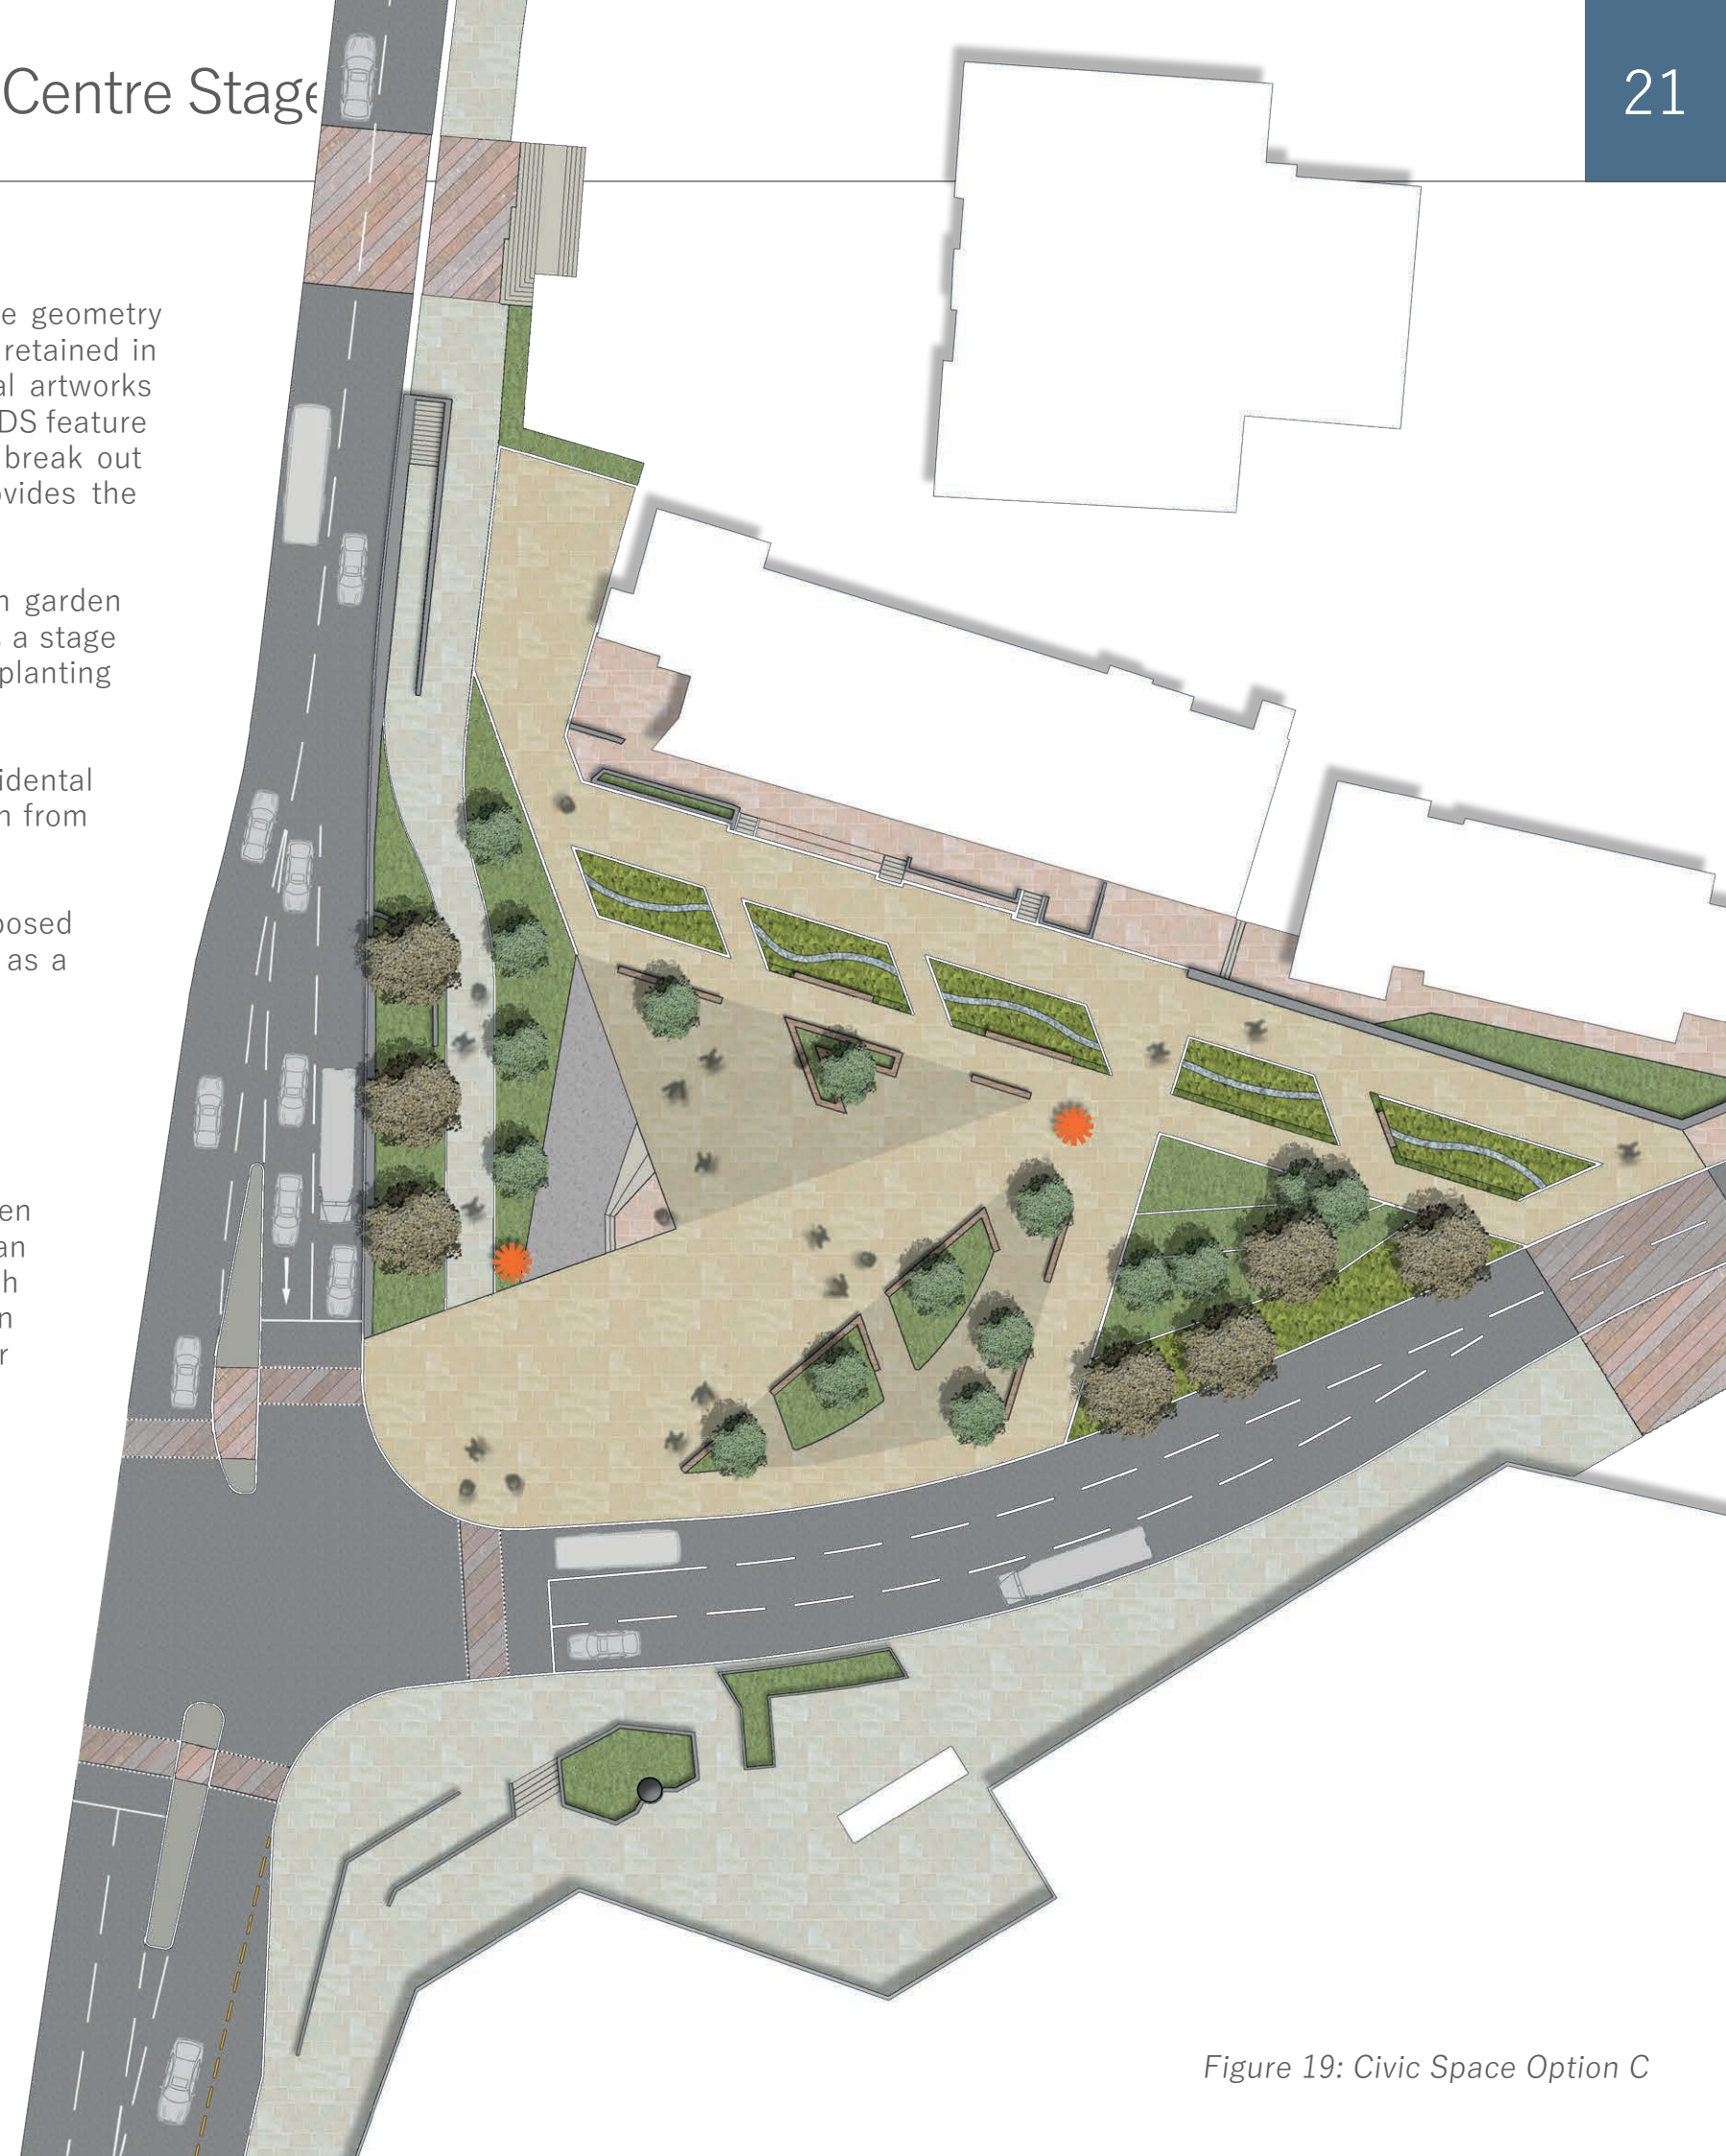 Centre Stage
21
e geometry
retained in
al artworks
DS feature
break out
vides the
n garden
a stage
planting
idental
n from
posed
as a
en
an
h
n
r
Figure 19: Civic Space Option C